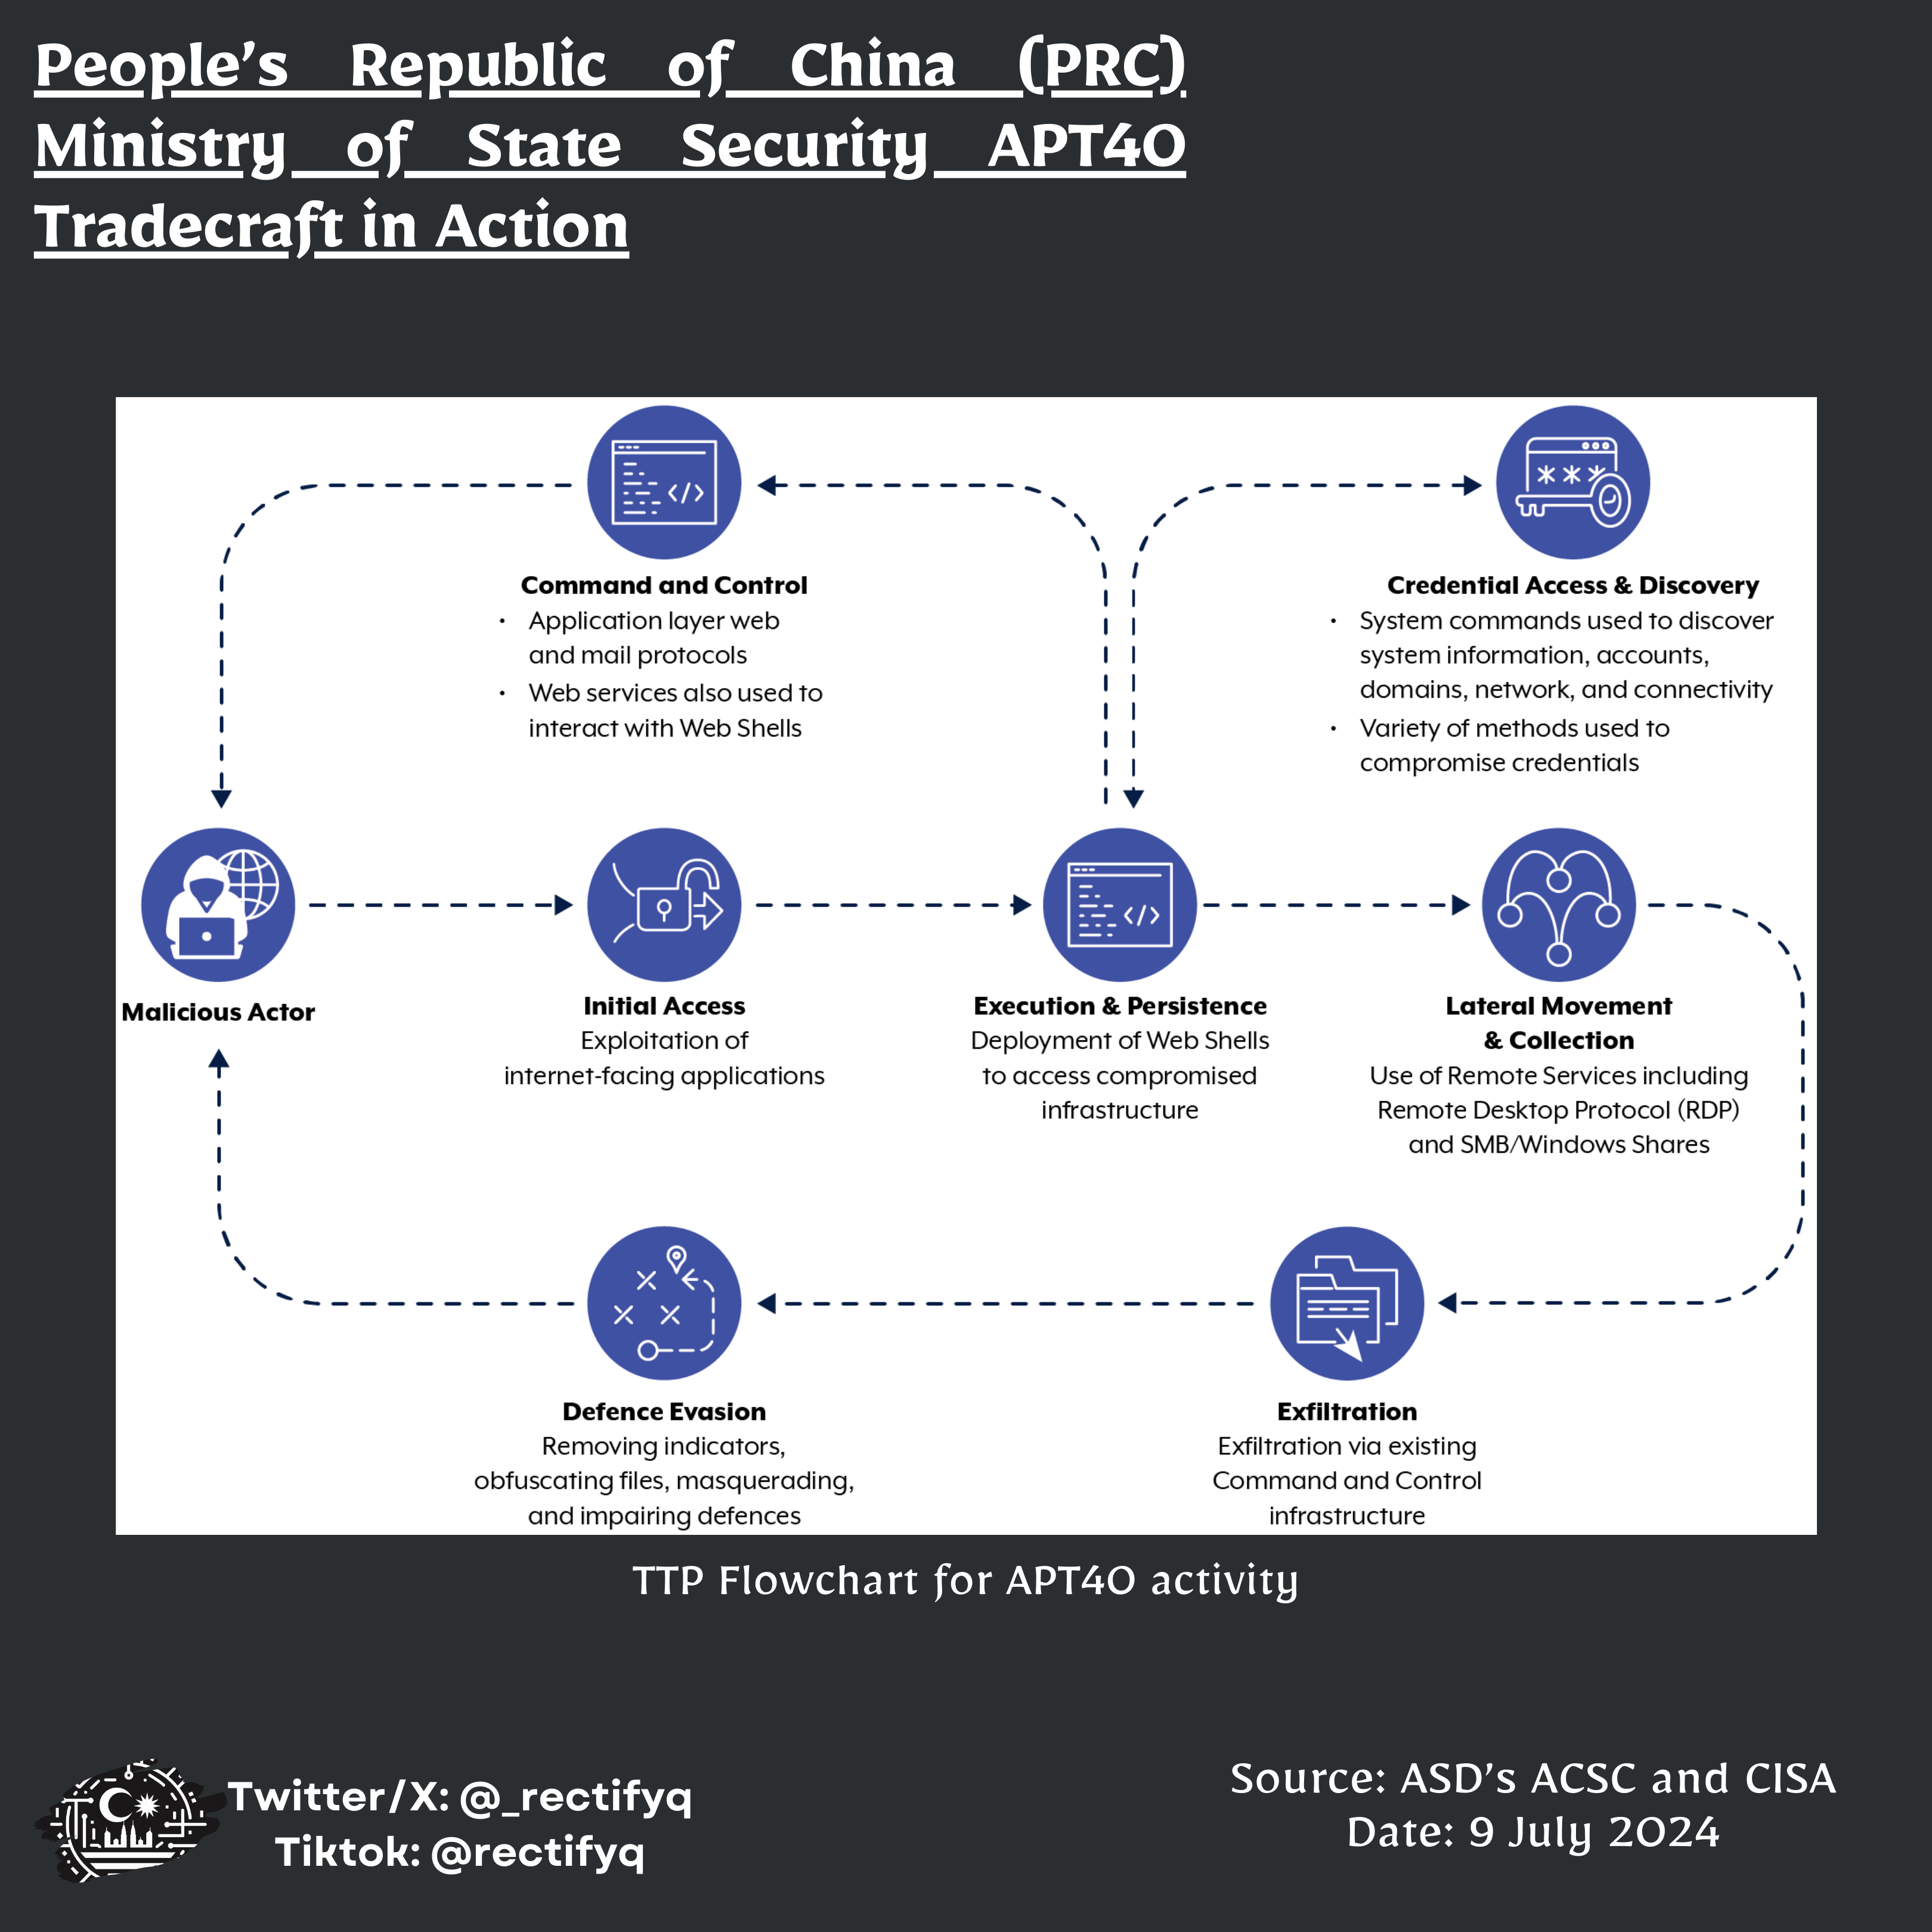 People's Republic of China (PRC)
Ministry of State Security APT40
Tradecraft in Action
Command and Control
• Application layer web
and mail protocols
• Web services also used to
interact with Web Shells
Credential Access & Discovery
• System commands used to discover
system information, accounts,
domains, network, and connectivity
• Variety of methods used to
compromise credentials
Malicious Actor
Initial Access
Exploitation of
internet-facing applications
Execution & Persistence
Deployment of Web Shells
to access compromised
infrastructure
Lateral Movement
& Collection
Use of Remote Services including
Remote Desktop Protocol (RDP)
and SMB/Windows Shares
Defence Evasion
Removing indicators,
obfuscating files, masquerading,
and impairing defences
Exfiltration
Exfiltration via existing
Command and Control
infrastructure
TTP Flowchart for APT40 activity
Twitter/X: @_rectifyq
Tiktok: @rectifyq
Source: ASD's ACSC and CISA
Date: 9 July 2024